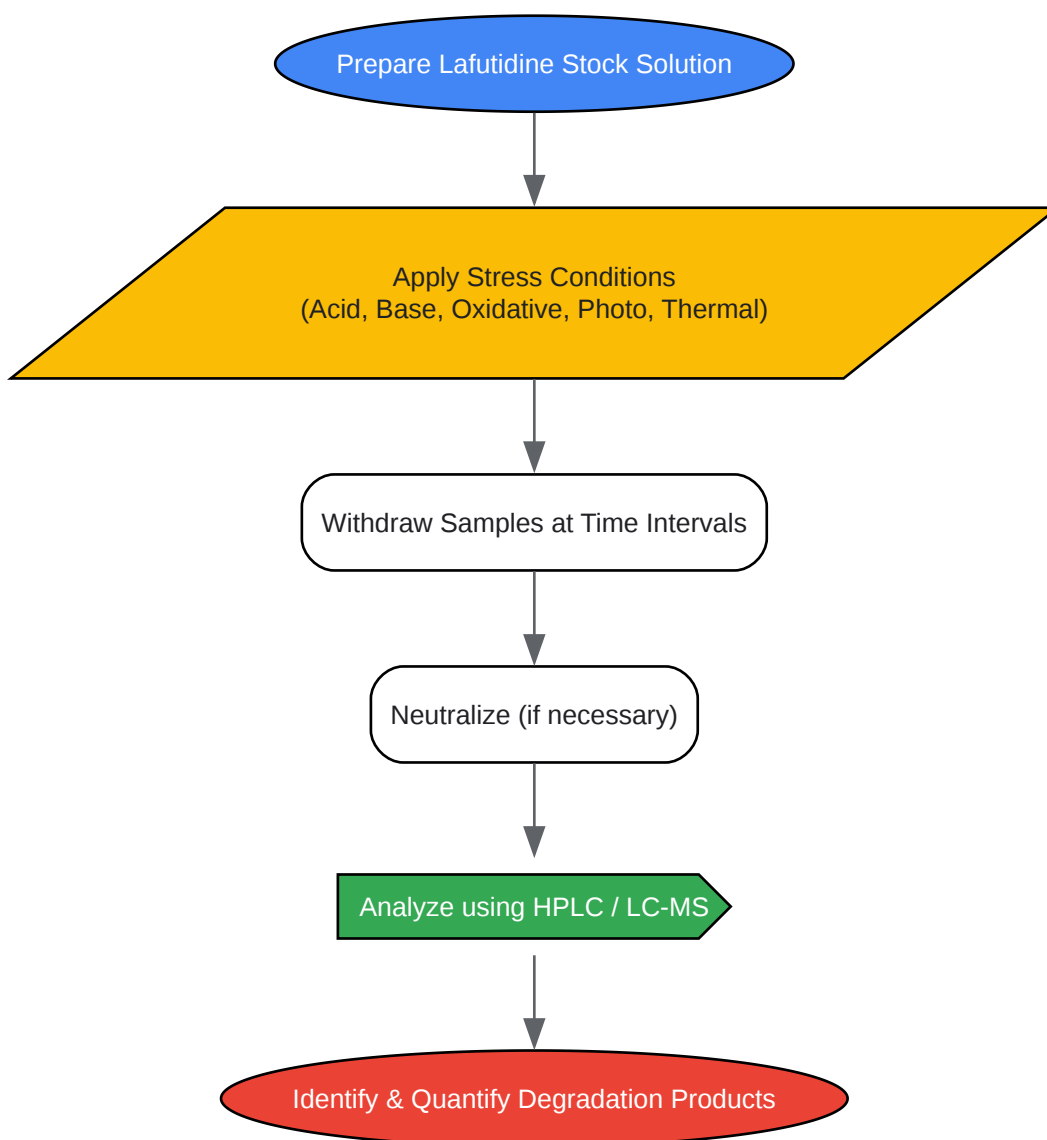 Prepare Lafutidine Stock Solution
Apply Stress Conditions
(Acid, Base, Oxidative, Photo, Thermal)
Withdraw Samples at Time Intervals
Neutralize (if necessary)
Analyze using HPLC / LC-MS
Identify & Quantify Degradation Products